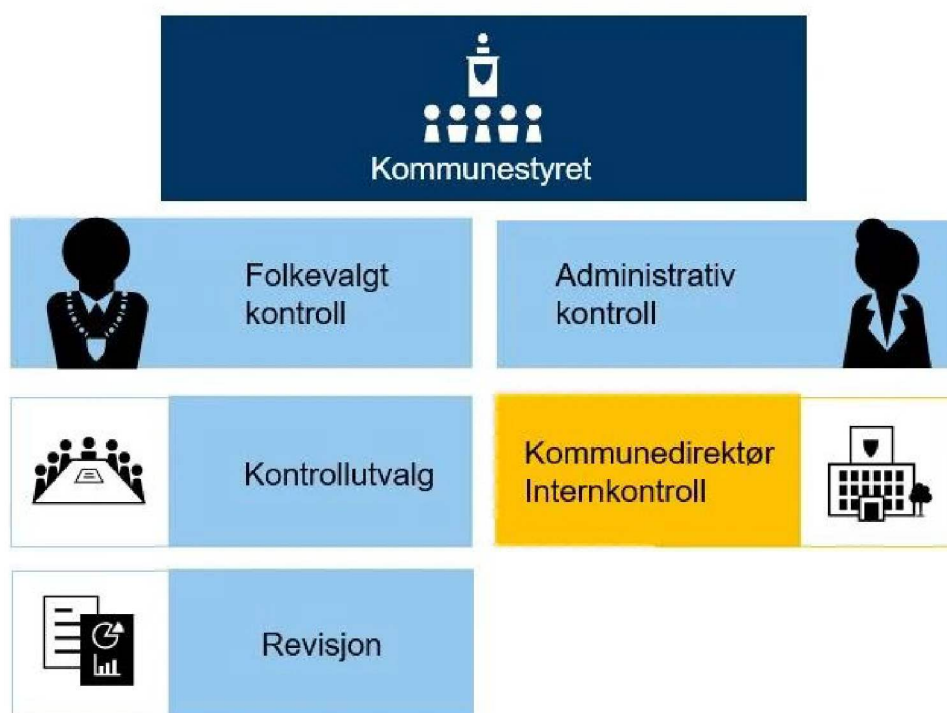 Kommunestyret
Folkevalgt
kontroll
Administrativ
kontroll
Kontrollutvalg
Kommunedirektør
Internkontroll
Revisjon